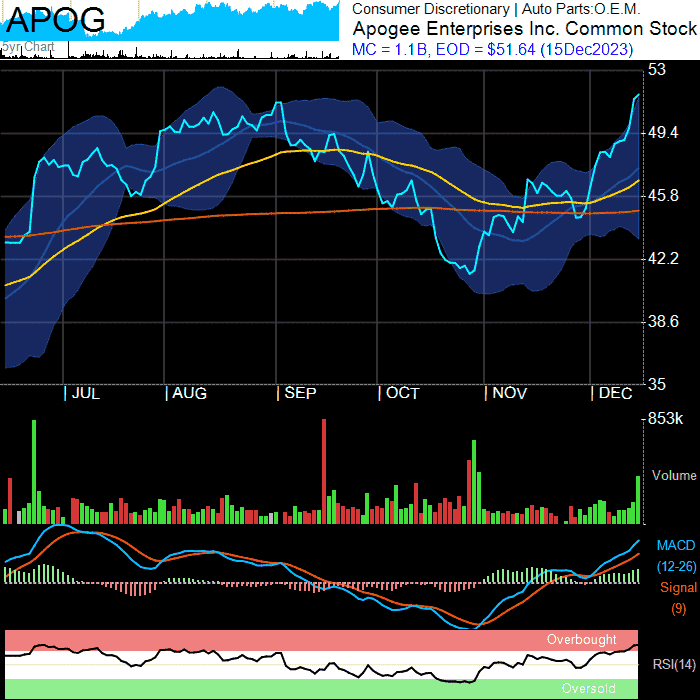 APOG
5yr Chart
Consumer Discretionary | Auto Parts:O.E.M.
Apogee Enterprises Inc. Common Stock
MC = 1.1B, EOD = $51.64 (15Dec2023)
53
49.4
45.8
42.2
38.6
35
| JUL | AUG | SEP | OCT | NOV | DEC
853k
Volume
MACD
(12-26)
Signal
(9)
Overbought
RSI(14)
Oversold